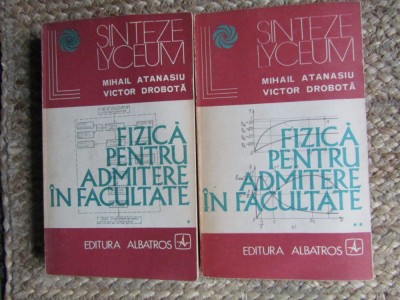 SINTEZE
LYCEUM
MIHAIL ATANASIU
VICTOR DROBOTĂ
FIZICĂ
PENTRU
ADMITERE
ÎN FACULTATE
*
EDITURA ALBATROS
SINTEZE
LYCEUM
MIHAIL ATANASIU
VICTOR DROBOTĂ
FIZICĂ
PENTRU
ADMITERE
ÎN FACULTATE
**
EDITURA ALBATROS